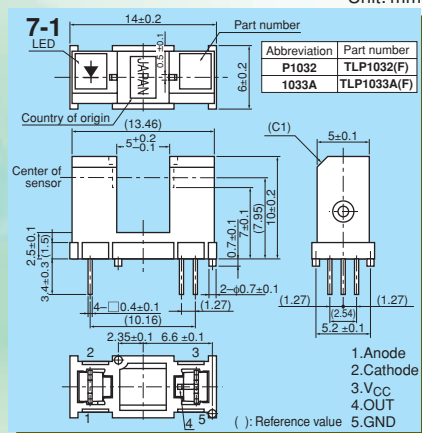 Unit: mm
7-1
14±0.2
LED
Part number
0.5 ±0.1
JAPAN
6±0.2
Country of origin
Abbreviation Part number
P1032 TLP1032(F)
1033A TLP1033A(F)
(13.46)
5+0.2
-0.1
Center of
sensor
(C1)
5±0.1
2.5±0.1
(1.5)
3.4±0.3
0.7±0.1
7±0.1
(7.95)
10±0.2
4-□0.4±0.1
2-φ0.7±0.1
(1.27)
(10.16)
(1.27)
(1.27)
(2.54)
5.2 ±0.1
2.35±0.1 6.6 ±0.1
2
3
1
4
5
1.Anode
2.Cathode
3.VCC
4.OUT
( ): Reference value 5.GND